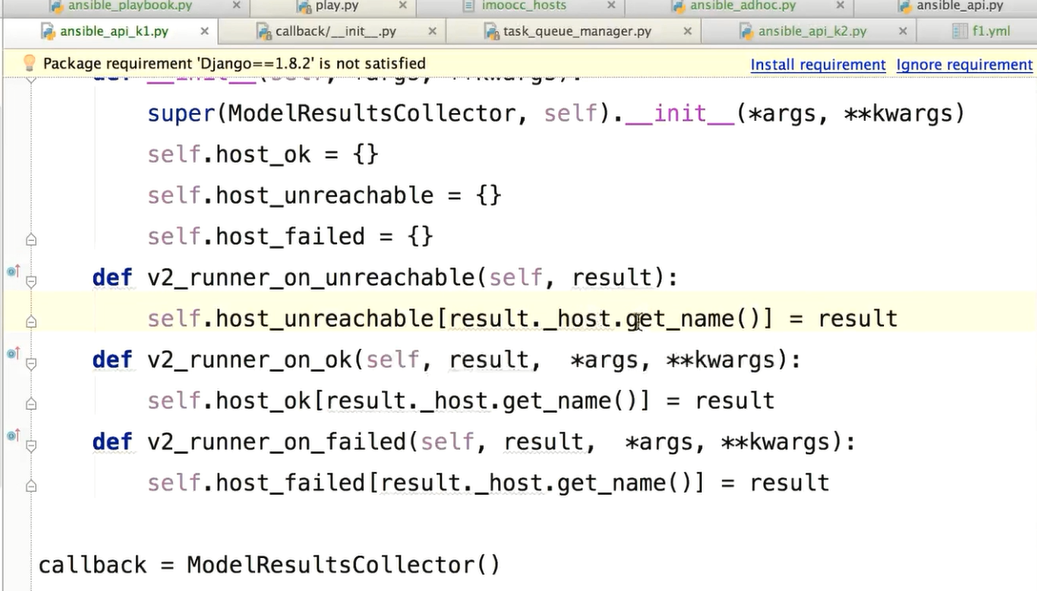 ansible_playbook.py play.py imoocc_hosts ansible_adhoc.py ansible_api.py
ansible_api_k1.py callback/__init__.py task_queue_manager.py ansible_api_k2.py f1.yml
Package requirement 'Django==1.8.2' is not satisfied Install requirement Ignore requirement
def __init__(self, *args, **kwargs):
super(ModelResultsCollector, self).__init__(*args, **kwargs)
self.host_ok = {}
self.host_unreachable = {}
self.host_failed = {}
def v2_runner_on_unreachable(self, result):
self.host_unreachable[result._host.get_name()] = result
def v2_runner_on_ok(self, result,  *args, **kwargs):
self.host_ok[result._host.get_name()] = result
def v2_runner_on_failed(self, result,  *args, **kwargs):
self.host_failed[result._host.get_name()] = result
callback = ModelResultsCollector()